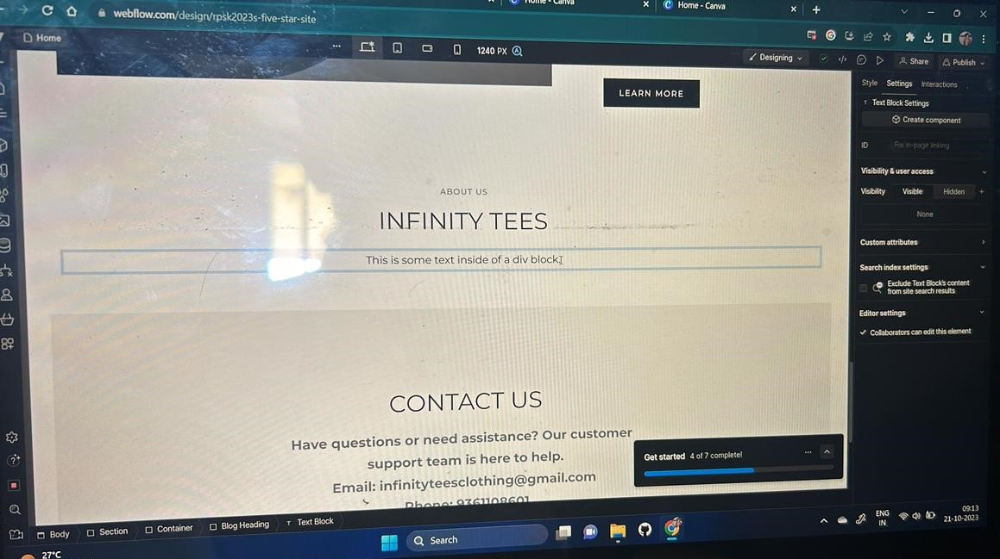 Home - Canva
Home - Canva
webflow.com/design/rpsk2023s-five-star-site
Home
1240 PX
Designing
Share
Publish
LEARN MORE
Style Settings Interactions
Text Block Settings
Create component
ID For in-page linking
Visibility & user access
Visibility Visible Hidden
None
Custom attributes
Search index settings
Exclude Text Block's content
from site search results
Editor settings
Collaborators can edit this element
ABOUT US
INFINITY TEES
This is some text inside of a div block.
CONTACT US
Have questions or need assistance? Our customer
support team is here to help.
Email: infinityteesclothing@gmail.com
Phone: 9361108601
Get started 4 of 7 complete!
Body Section Container Blog Heading Text Block
27°C
Search
ENG
IN
09:13
21-10-2023